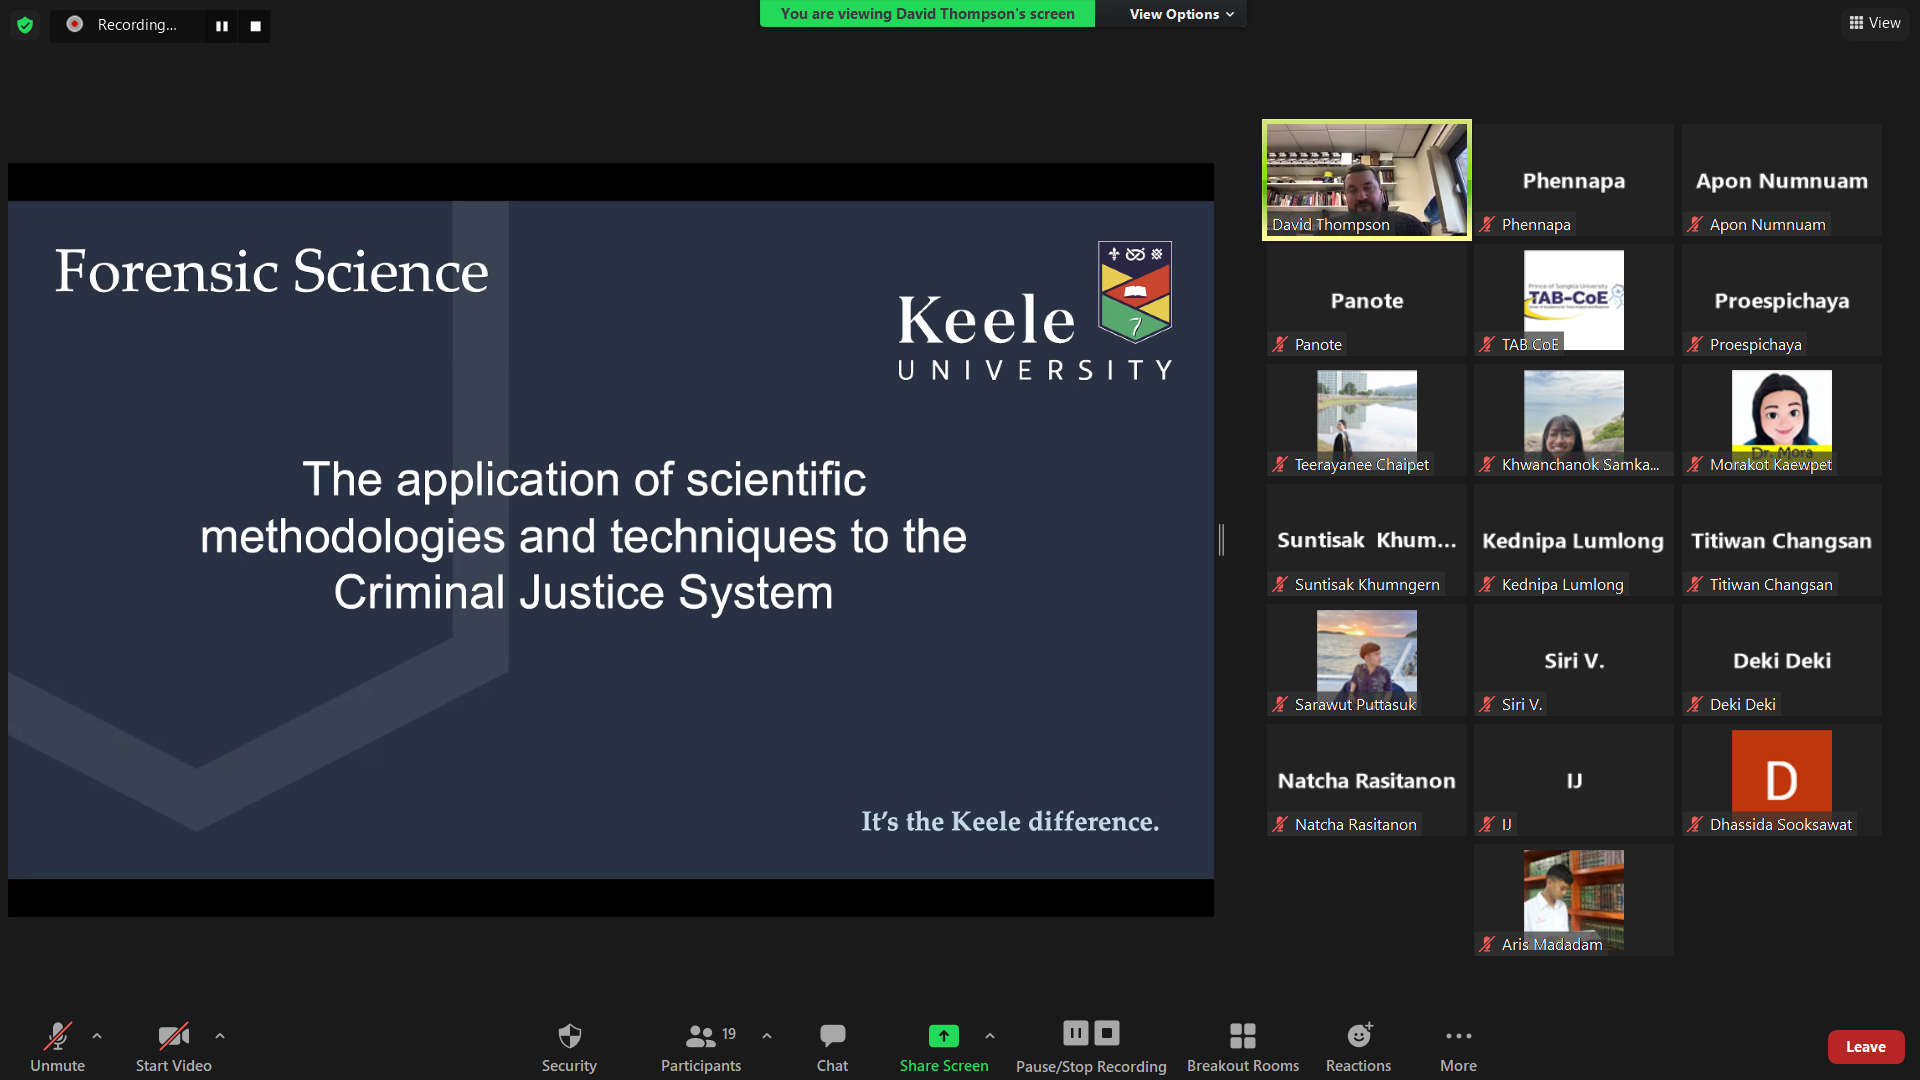 Recording...
You are viewing David Thompson's screen
View Options
View
Forensic Science
Keele
UNIVERSITY
The application of scientific
methodologies and techniques to the
Criminal Justice System
It's the Keele difference.
David Thompson
Phennapa
Phennapa
Apon Numnuam
Apon Numnuam
Panote
Panote
Prince of Songkla University
TAB-CoE
TAB CoE
Proespichaya
Proespichaya
Teerayanee Chaipet
Khwanchanok Samka...
Dr. Mora
Morakot Kaewpet
Suntisak Khum...
Suntisak Khumngern
Kednipa Lumlong
Kednipa Lumlong
Titiwan Changsan
Titiwan Changsan
Sarawut Puttasuk
Siri V.
Siri V.
Deki Deki
Deki Deki
Natcha Rasitanon
Natcha Rasitanon
IJ
IJ
D
Dhassida Sooksawat
Aris Madadam
Unmute
Start Video
Security
19
Participants
Chat
Share Screen
Pause/Stop Recording
Breakout Rooms
Reactions
More
Leave